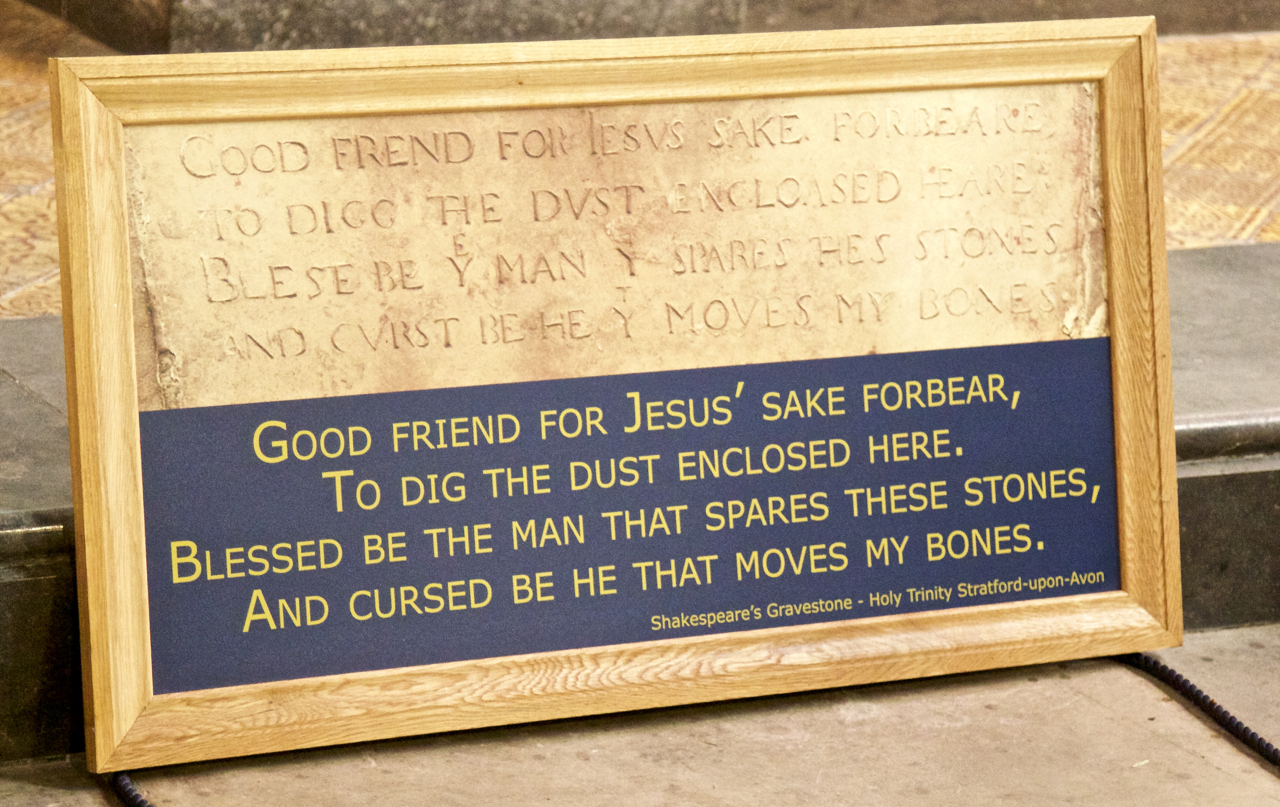 GOOD FREND FOR IESVS SAKE FORBEARE,
TO DIGG THE DVST ENCLOASED HEARE.
BLESE BE Yᴱ MAN Yᵀ SPARES THES STONES
AND CVRST BE HE Yᵀ MOVES MY BONES
GOOD FRIEND FOR JESUS’ SAKE FORBEAR,
TO DIG THE DUST ENCLOSED HERE.
BLESSED BE THE MAN THAT SPARES THESE STONES,
AND CURSED BE HE THAT MOVES MY BONES.
Shakespeare's Gravestone - Holy Trinity Stratford-upon-Avon